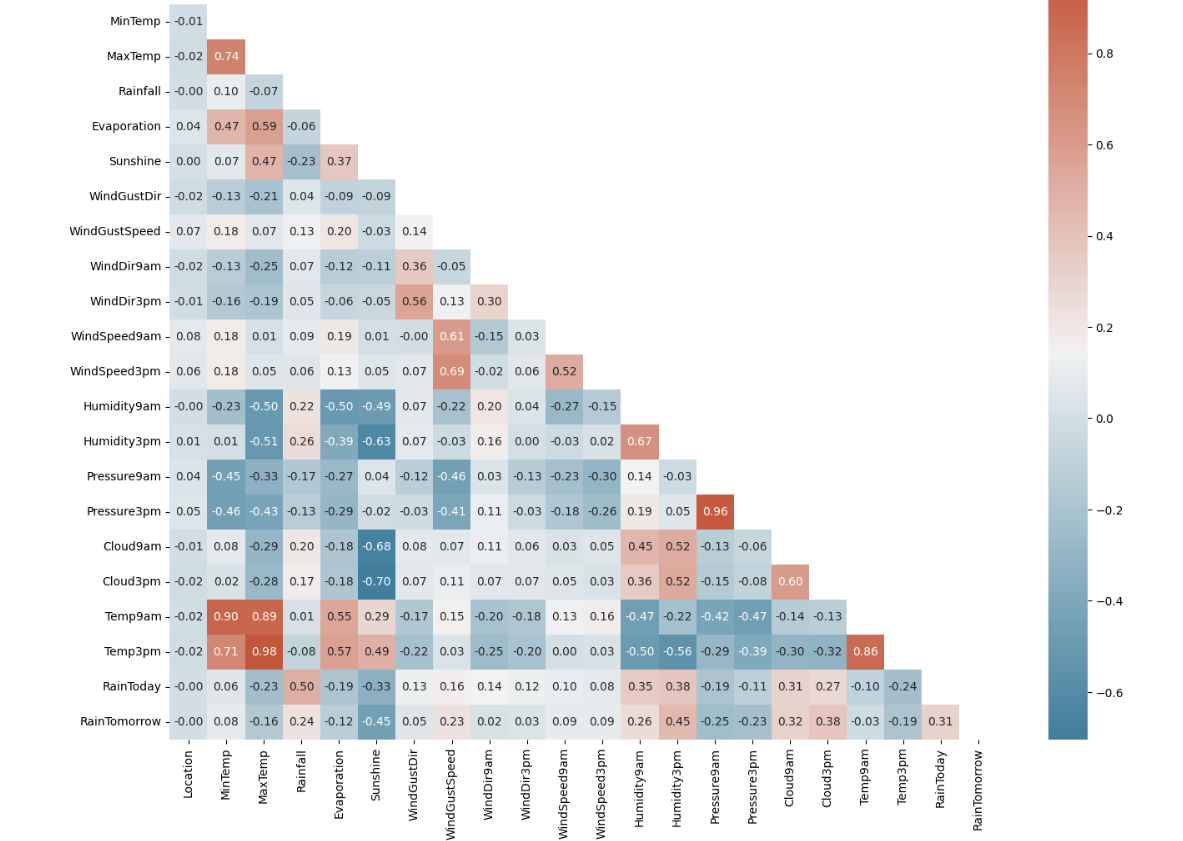 MinTemp -0.01
MaxTemp -0.02 0.74
Rainfall -0.00 0.10 -0.07
Evaporation 0.04 0.47 0.59 -0.06
Sunshine 0.00 0.07 0.47 -0.23 0.37
WindGustDir -0.02 -0.13 -0.21 0.04 -0.09 -0.09
WindGustSpeed 0.07 0.18 0.07 0.13 0.20 -0.03 0.14
WindDir9am -0.02 -0.13 -0.25 0.07 -0.12 -0.11 0.36 -0.05
WindDir3pm -0.01 -0.16 -0.19 0.05 -0.06 -0.05 0.56 0.13 0.30
WindSpeed9am 0.08 0.18 0.01 0.09 0.19 0.01 -0.00 0.61 -0.15 0.03
WindSpeed3pm 0.06 0.18 0.05 0.06 0.13 0.05 0.07 0.69 -0.02 0.06 0.52
Humidity9am -0.00 -0.23 -0.50 0.22 -0.50 -0.49 0.07 -0.22 0.20 0.04 -0.27 -0.15
Humidity3pm 0.01 0.01 -0.51 0.26 -0.39 -0.63 0.07 -0.03 0.16 0.00 -0.03 0.02 0.67
Pressure9am 0.04 -0.45 -0.33 -0.17 -0.27 0.04 -0.12 -0.46 0.03 -0.13 -0.23 -0.30 0.14 -0.03
Pressure3pm 0.05 -0.46 -0.43 -0.13 -0.29 -0.02 -0.03 -0.41 0.11 -0.03 -0.18 -0.26 0.19 0.05 0.96
Cloud9am -0.01 0.08 -0.29 0.20 -0.18 -0.68 0.08 0.07 0.11 0.06 0.03 0.05 0.45 0.52 -0.13 -0.06
Cloud3pm -0.02 0.02 -0.28 0.17 -0.18 -0.70 0.07 0.11 0.07 0.07 0.05 0.03 0.36 0.52 -0.15 -0.08 0.60
Temp9am -0.02 0.90 0.89 0.01 0.55 0.29 -0.17 0.15 -0.20 -0.18 0.13 0.16 -0.47 -0.22 -0.42 -0.47 -0.14 -0.13
Temp3pm -0.02 0.71 0.98 -0.08 0.57 0.49 -0.22 0.03 -0.25 -0.20 0.00 0.03 -0.50 -0.56 -0.29 -0.39 -0.30 -0.32 0.86
RainToday -0.00 0.06 -0.23 0.50 -0.19 -0.33 0.13 0.16 0.14 0.12 0.10 0.08 0.35 0.38 -0.19 -0.11 0.31 0.27 -0.10 -0.24
RainTomorrow -0.00 0.08 -0.16 0.24 -0.12 -0.45 0.05 0.23 0.02 0.03 0.09 0.09 0.26 0.45 -0.25 -0.23 0.32 0.38 -0.03 -0.19 0.31
Location
MinTemp
MaxTemp
Rainfall
Evaporation
Sunshine
WindGustDir
WindGustSpeed
WindDir9am
WindDir3pm
WindSpeed9am
WindSpeed3pm
Humidity9am
Humidity3pm
Pressure9am
Pressure3pm
Cloud9am
Cloud3pm
Temp9am
Temp3pm
RainToday
RainTomorrow
0.8
0.6
0.4
0.2
0.0
−0.2
−0.4
−0.6